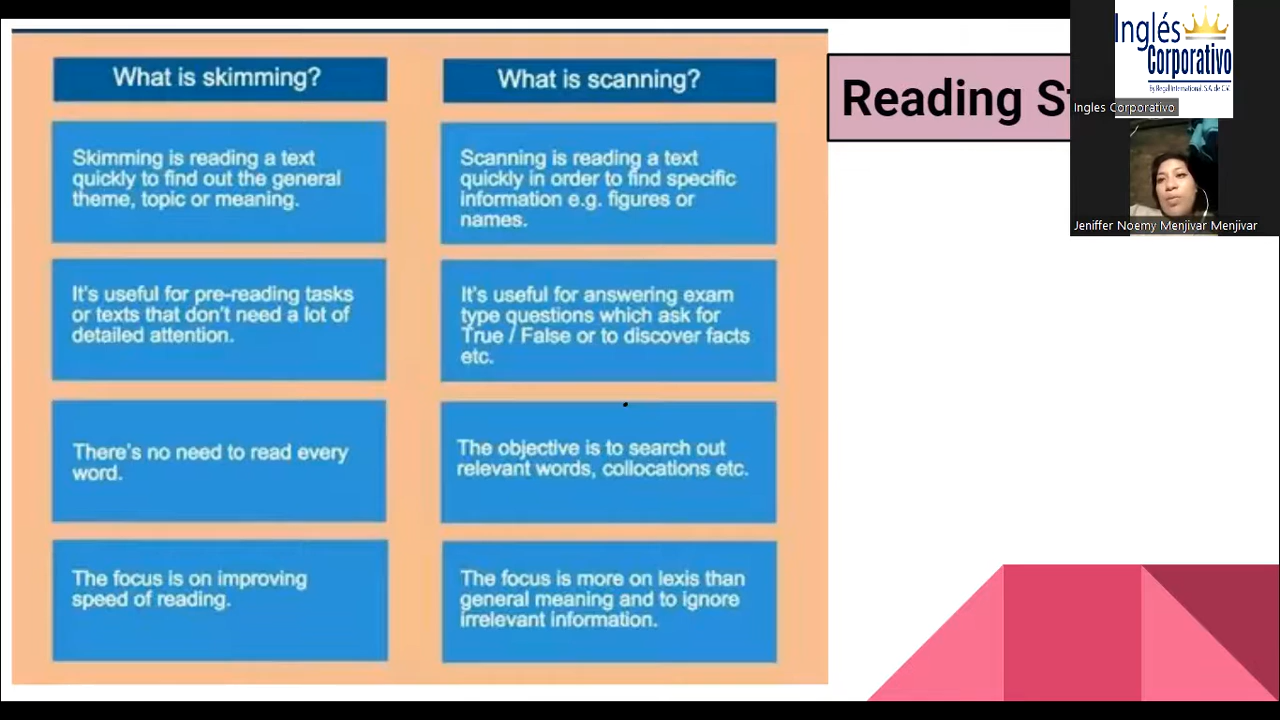 What is skimming?
Skimming is reading a text
quickly to find out the general
theme, topic or meaning.
It's useful for pre-reading tasks
or texts that don't need a lot of
detailed attention.
There's no need to read every
word.
The focus is on improving
speed of reading.
What is scanning?
Scanning is reading a text
quickly in order to find specific
information e.g. figures or
names.
It's useful for answering exam
type questions which ask for
True / False or to discover facts
etc.
The objective is to search out
relevant words, collocations etc.
The focus is more on lexis than
general meaning and to ignore
irrelevant information.
Reading
Inglés
Corporativo
By Regal International, S.A. de C.V.
Ingles Corporativo
Jeniffer Noemy Menjivar Menjivar